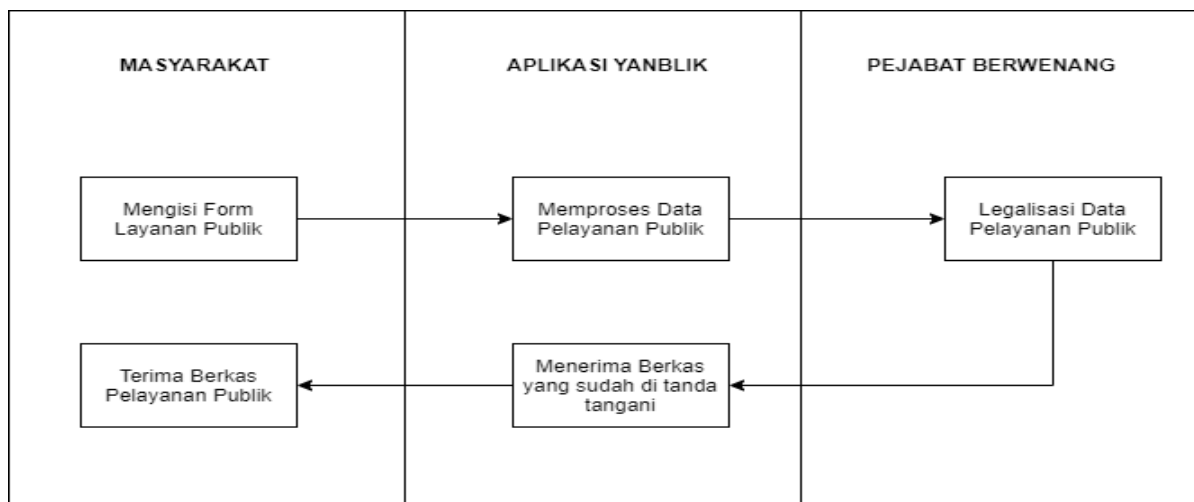 MASYARAKAT
APLIKASI YANBLIK
PEJABAT BERWENANG
Mengisi Form
Layanan Publik
Memproses Data
Pelayanan Publik
Legalisasi Data
Pelayanan Publik
Terima Berkas
Pelayanan Publik
Menerima Berkas
yang sudah di tanda
tangani